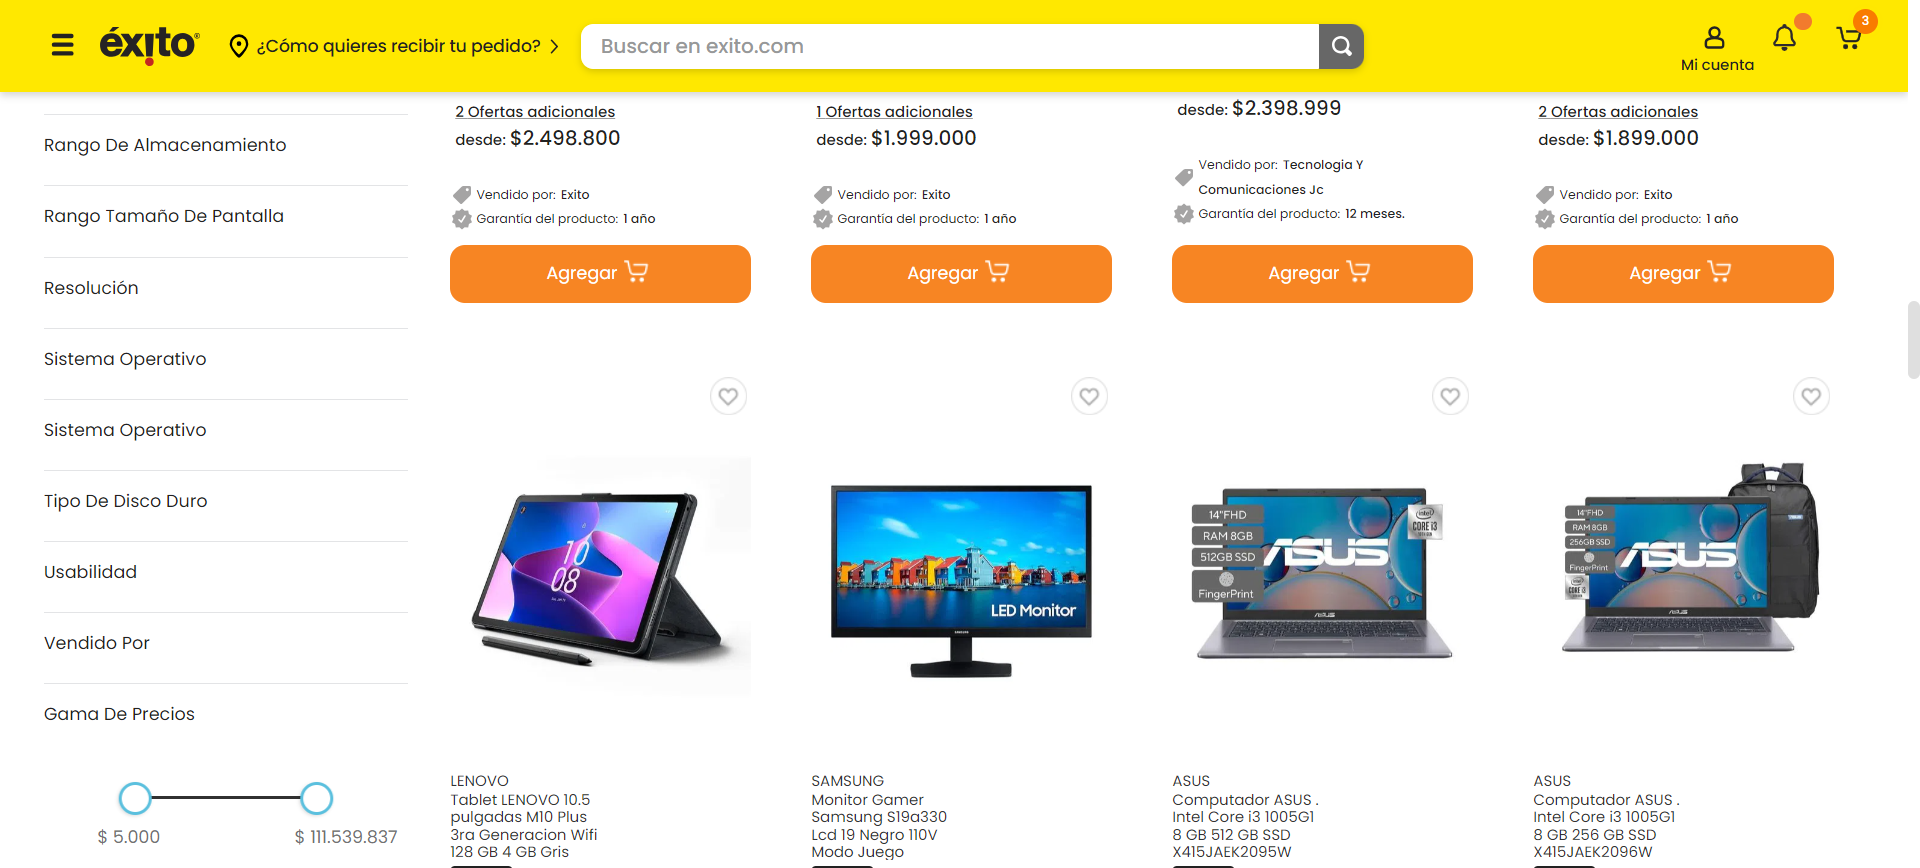 éxito
¿Cómo quieres recibir tu pedido?
Buscar en exito.com
Mi cuenta
3
Rango De Almacenamiento
Rango Tamaño De Pantalla
Resolución
Sistema Operativo
Sistema Operativo
Tipo De Disco Duro
Usabilidad
Vendido Por
Gama De Precios
$ 5.000
$ 111.539.837
2 Ofertas adicionales
desde: $2.498.800
Vendido por: Exito
Garantía del producto: 1 año
Agregar
1 Ofertas adicionales
desde: $1.999.000
Vendido por: Exito
Garantía del producto: 1 año
Agregar
desde: $2.398.999
Vendido por: Tecnologia Y
Comunicaciones Jc
Garantía del producto: 12 meses.
Agregar
2 Ofertas adicionales
desde: $1.899.000
Vendido por: Exito
Garantía del producto: 1 año
Agregar
10
08
LENOVO
Tablet LENOVO 10.5
pulgadas M10 Plus
3ra Generacion Wifi
128 GB 4 GB Gris
LED Monitor
SAMSUNG
SAMSUNG
Monitor Gamer
Samsung S19a330
Lcd 19 Negro 110V
Modo Juego
14"FHD
RAM 8GB
512GB SSD
FingerPrint
intel
CORE i3
ASUS
ASUS
ASUS
Computador ASUS .
Intel Core i3 1005G1
8 GB 512 GB SSD
X415JAEK2095W
14"FHD
RAM 8GB
256GB SSD
FingerPrint
intel
CORE i3
ASUS
ASUS
ASUS
Computador ASUS .
Intel Core i3 1005G1
8 GB 256 GB SSD
X415JAEK2096W